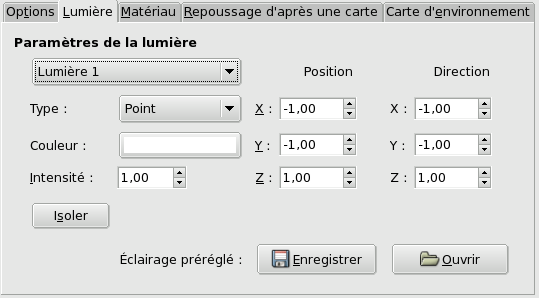 Options Lumière Matériau Repoussage d'après une carte Carte d'environnement
Paramètres de la lumière
Lumière 1 Position Direction
Type : Point X : -1,00 X : -1,00
Couleur : Y : -1,00 Y : -1,00
Intensité : 1,00 Z : 1,00 Z : 1,00
Isoler
Éclairage préréglé : Enregistrer Ouvrir